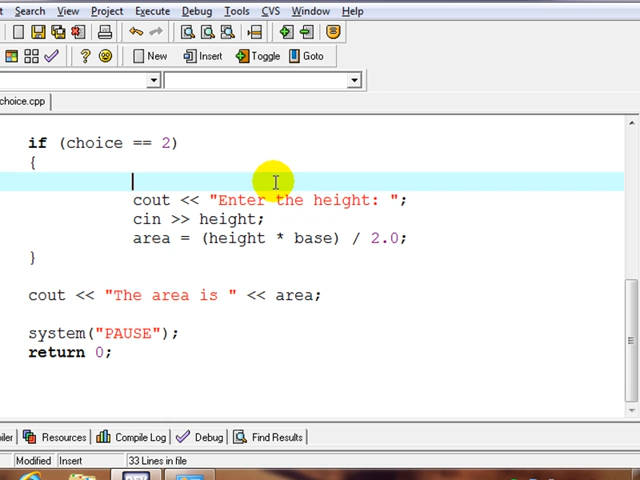 t Search View Project Execute Debug Tools CVS Window Help
New Insert Toggle Goto
choice.cpp
if (choice == 2)
{
cout << "Enter the height: ";
cin >> height;
area = (height * base) / 2.0;
}
cout << "The area is " << area;
system("PAUSE");
return 0;
iler Resources Compile Log Debug Find Results
Modified Insert 33 Lines in file